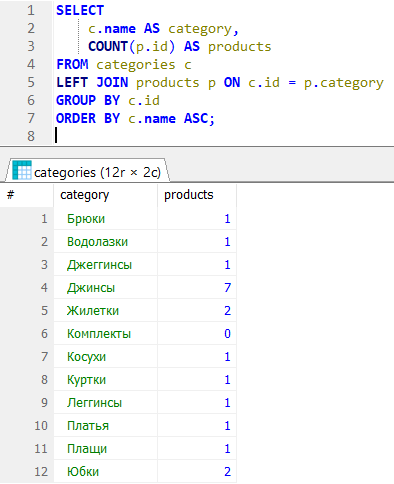 1 SELECT
2 c.name AS category,
3 COUNT(p.id) AS products
4 FROM categories c
5 LEFT JOIN products p ON c.id = p.category
6 GROUP BY c.id
7 ORDER BY c.name ASC;
8
categories (12r × 2c)
# category products
1 Брюки 1
2 Водолазки 1
3 Джеггинсы 1
4 Джинсы 7
5 Жилетки 2
6 Комплекты 0
7 Косухи 1
8 Куртки 1
9 Леггинсы 1
10 Платья 1
11 Плащи 1
12 Юбки 2